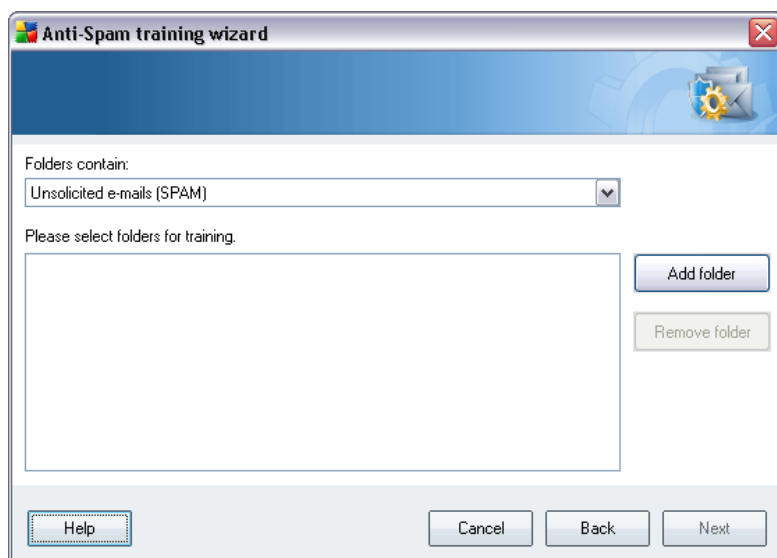 Anti-Spam training wizard
Folders contain:
Unsolicited e-mails (SPAM)
Please select folders for training.
Add folder
Remove folder
Help
Cancel
Back
Next